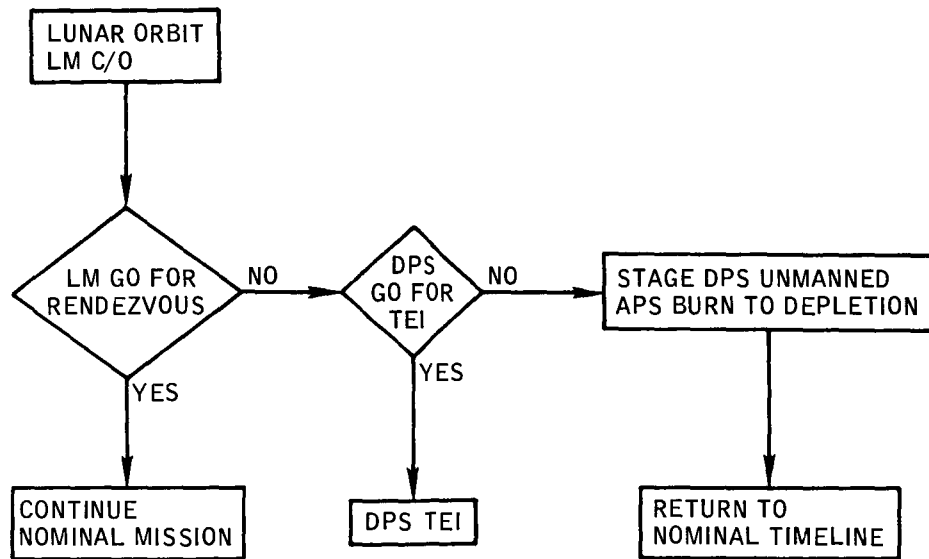 LUNAR ORBIT
LM C/O
LM GO FOR
RENDEZVOUS
NO
DPS
GO FOR
TEI
NO
STAGE DPS UNMANNED
APS BURN TO DEPLETION
YES
YES
CONTINUE
NOMINAL MISSION
DPS TEI
RETURN TO
NOMINAL TIMELINE